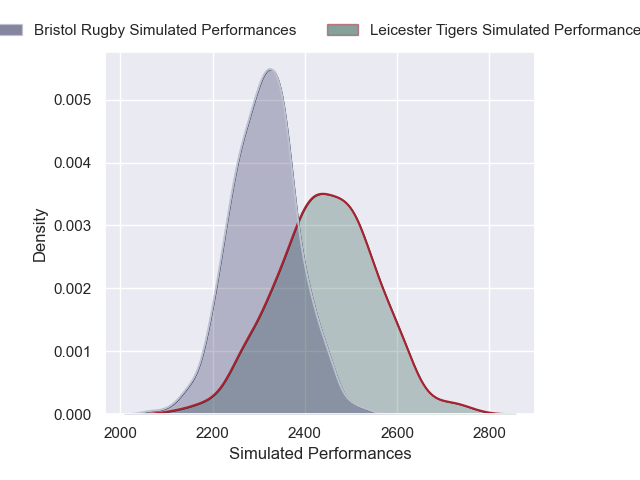 Bristol Rugby Simulated Performances
Leicester Tigers Simulated Performance
0.005
0.004
0.003
0.002
0.001
0.000
Density
2000 2200 2400 2600 2800
Simulated Performances